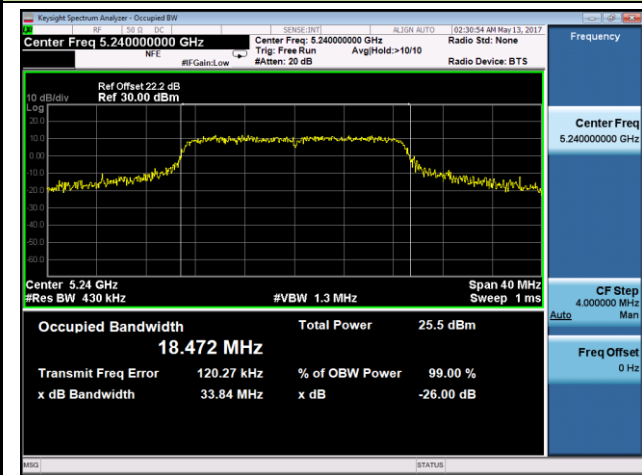 Keysight Spectrum Analyzer - Occupied BW
LXI RF 50 Ω DC SENSE:INT ALIGN AUTO 02:30:54 AM May 13, 2017
Center Freq 5.240000000 GHz Center Freq: 5.240000000 GHz Radio Std: None Frequency
NFE Trig: Free Run Avg|Hold:>10/10
#IFGain:Low #Atten: 20 dB Radio Device: BTS
Ref Offset 22.2 dB
10 dB/div Ref 30.00 dBm
Log
20.0
10.0
0.00
-10.0
-20.0
-30.0
-40.0
-50.0
-60.0
Center Freq
5.240000000 GHz
Center 5.24 GHz Span 40 MHz
#Res BW 430 kHz #VBW 1.3 MHz Sweep 1 ms
CF Step
4.000000 MHz
Auto Man
Occupied Bandwidth Total Power 25.5 dBm
18.472 MHz
Freq Offset
0 Hz
Transmit Freq Error 120.27 kHz % of OBW Power 99.00 %
x dB Bandwidth 33.84 MHz x dB -26.00 dB
MSG STATUS